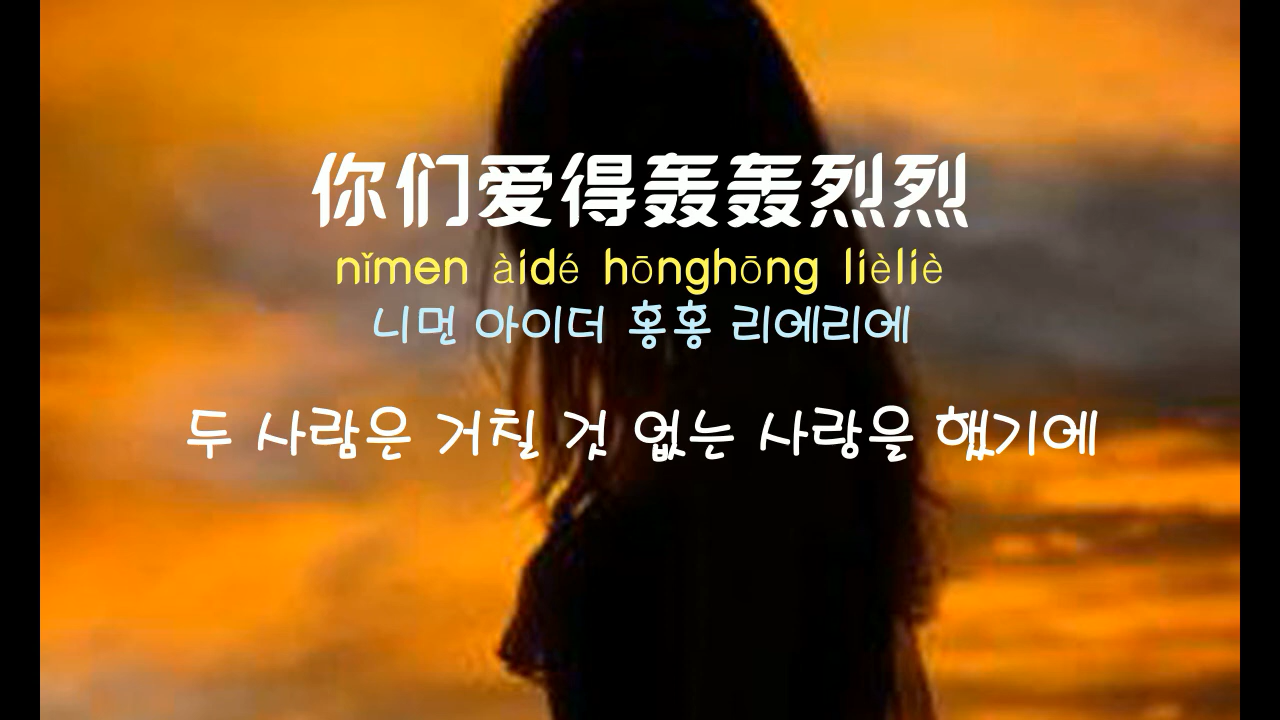 你们爱得轰轰烈烈
nǐmen àidé hōnghōng lièliè
니먼 아이더 홍홍 리에리에
두 사람은 거칠 것 없는 사랑을 했기에